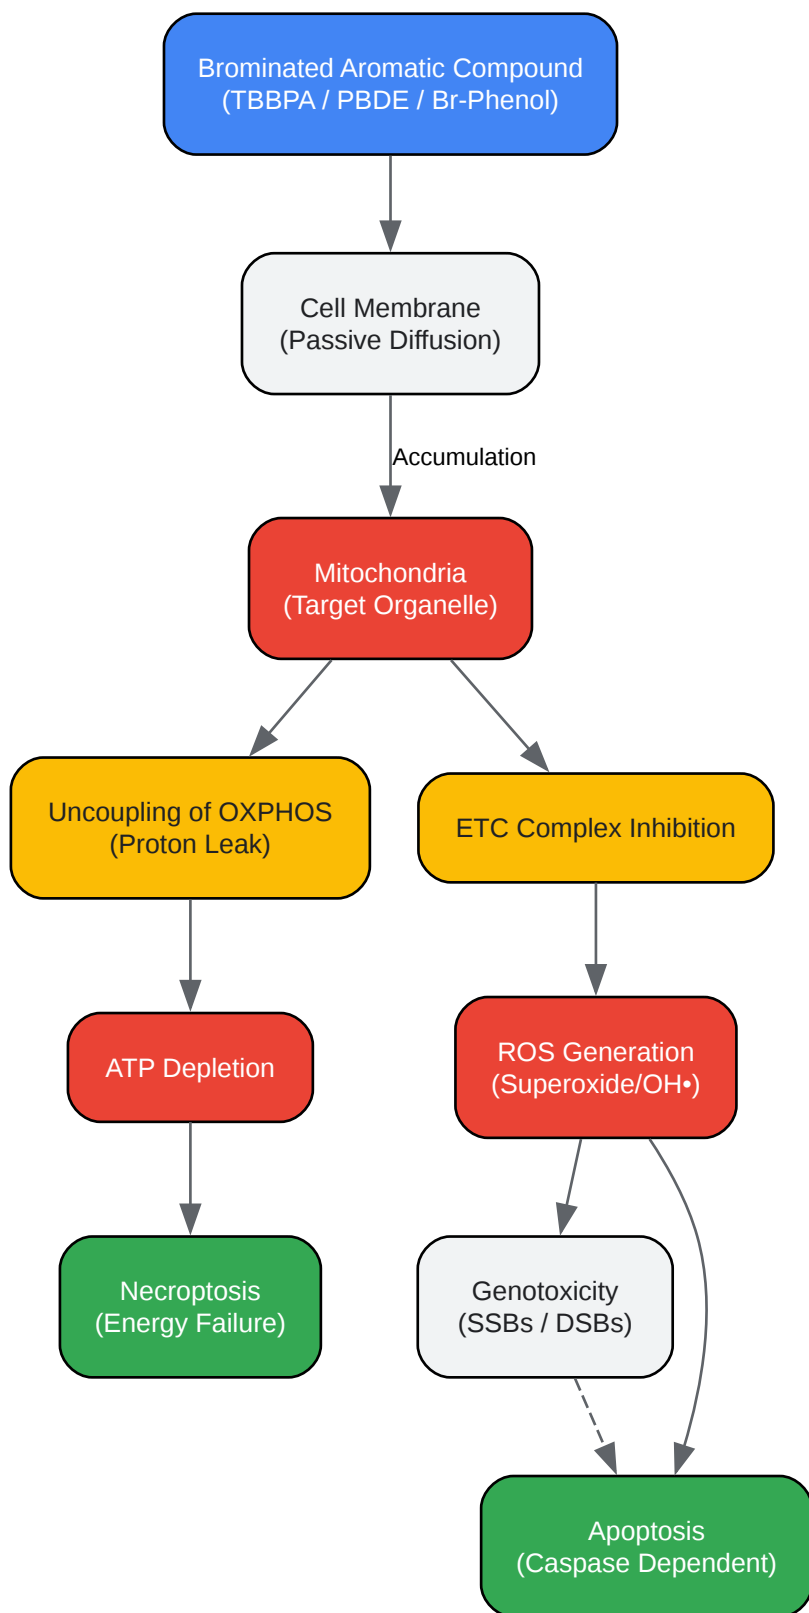 Brominated Aromatic Compound
(TBBPA / PBDE / Br-Phenol)
Cell Membrane
(Passive Diffusion)
Accumulation
Mitochondria
(Target Organelle)
Uncoupling of OXPHOS
(Proton Leak)
ETC Complex Inhibition
ATP Depletion
ROS Generation
(Superoxide/OH•)
Necroptosis
(Energy Failure)
Genotoxicity
(SSBs / DSBs)
Apoptosis
(Caspase Dependent)